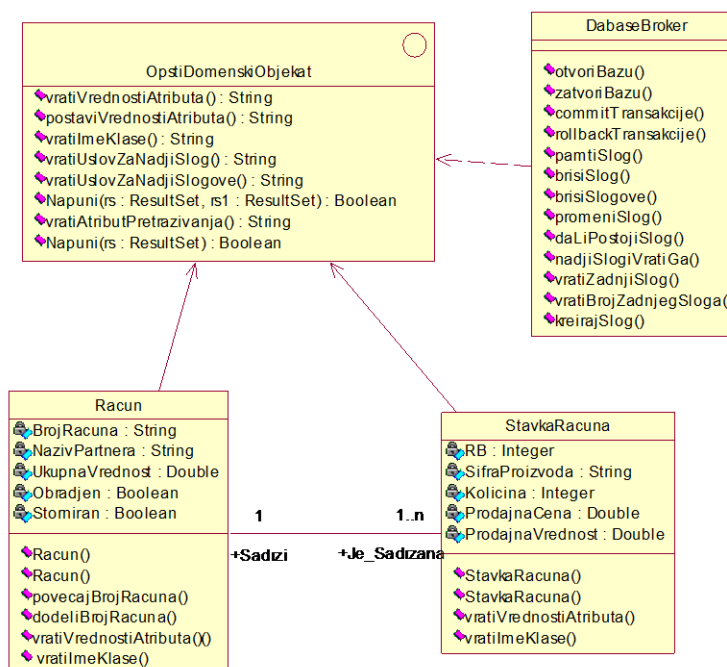 OpstiDomenskiObjekat
vratiVrednostiAtributa() : String
postaviVrednostiAtributa() : String
vratiImeKlase() : String
vratiUslovZaNadjiSlog() : String
vratiUslovZaNadjiSlogove() : String
Napuni(rs : ResultSet, rs1 : ResultSet) : Boolean
vratiAtributPretrazivanja() : String
Napuni(rs : ResultSet) : Boolean
DabaseBroker
otvoriBazu()
zatvoriBazu()
commitTransakcije()
rollbackTransakcije()
pamtiSlog()
brisiSlog()
brisiSlogove()
promeniSlog()
daLiPostojiSlog()
nadjiSlogiVratiGa()
vratiZadnjiSlog()
vratiBrojZadnjegSloga()
kreirajSlog()
Racun
BrojRacuna : String
NazivPartnera : String
UkupnaVrednost : Double
Obradjen : Boolean
Storniran : Boolean
Racun()
Racun()
povecajBrojRacuna()
dodeliBrojRacuna()
vratiVrednostiAtributa()()
vratiImeKlase()
1
+Sadrzi
1..n
+Je_Sadrzana
StavkaRacuna
RB : Integer
SifraProizvoda : String
Kolicina : Integer
ProdajnaCena : Double
ProdajnaVrednost : Double
StavkaRacuna()
StavkaRacuna()
vratiVrednostiAtributa()
vratiImeKlase()